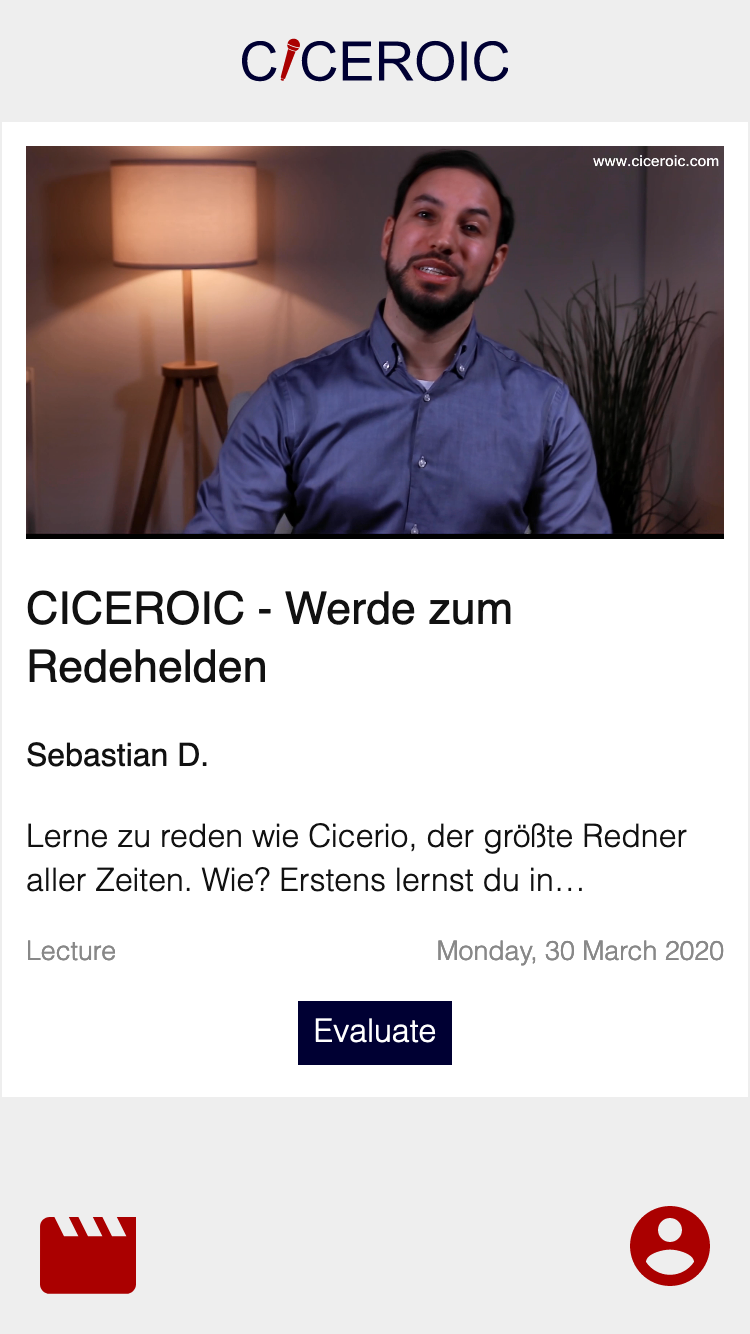 CICEROIC
www.ciceroic.com
CICEROIC - Werde zum
Redehelden
Sebastian D.
Lerne zu reden wie Cicerio, der größte Redner
aller Zeiten. Wie? Erstens lernst du in…
Lecture Monday, 30 March 2020
Evaluate